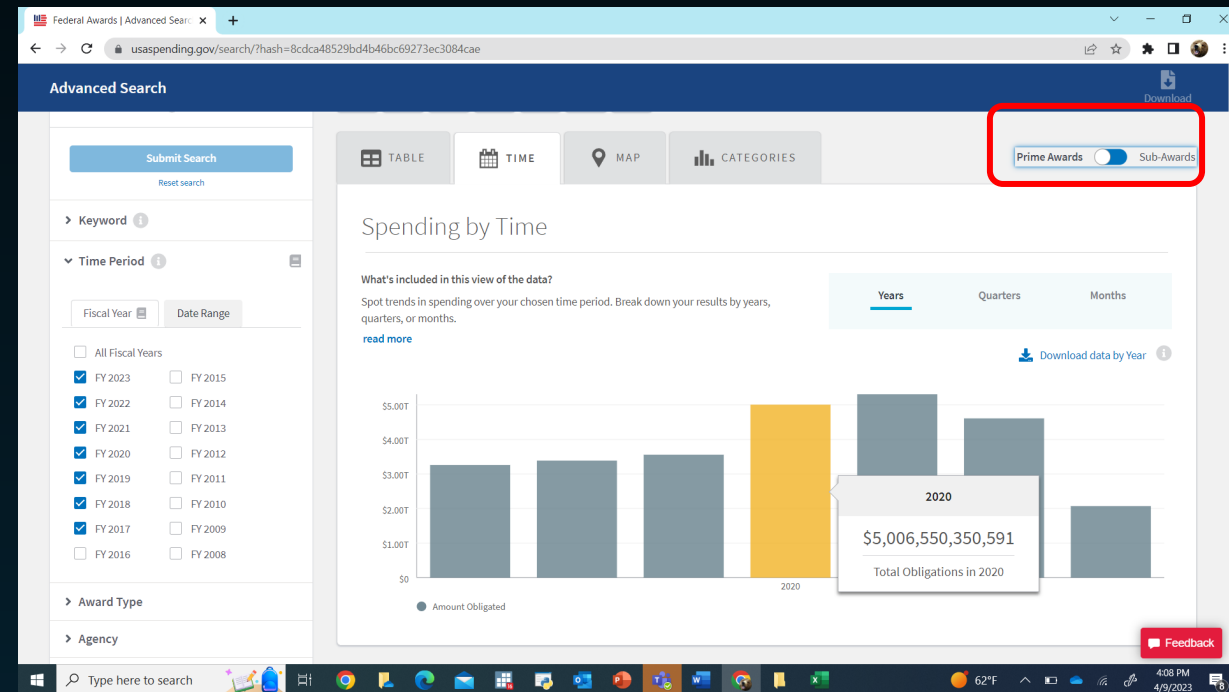 Federal Awards | Advanced Searc
usaspending.gov/search/?hash=8cdca48529bd4b46bc69273ec3084cae
Advanced Search
Download
Submit Search
Reset search
Keyword
Time Period
Fiscal Year
Date Range
All Fiscal Years
FY 2023 FY 2015
FY 2022 FY 2014
FY 2021 FY 2013
FY 2020 FY 2012
FY 2019 FY 2011
FY 2018 FY 2010
FY 2017 FY 2009
FY 2016 FY 2008
Award Type
Agency
TABLE
TIME
MAP
CATEGORIES
Prime Awards Sub-Awards
Spending by Time
What's included in this view of the data?
Spot trends in spending over your chosen time period. Break down your results by years,
quarters, or months.
read more
Years Quarters Months
Download data by Year
$5.00T
$4.00T
$3.00T
$2.00T
$1.00T
$0
2020
2020
$5,006,550,350,591
Total Obligations in 2020
Amount Obligated
Feedback
Type here to search
62°F
4:08 PM
4/9/2023